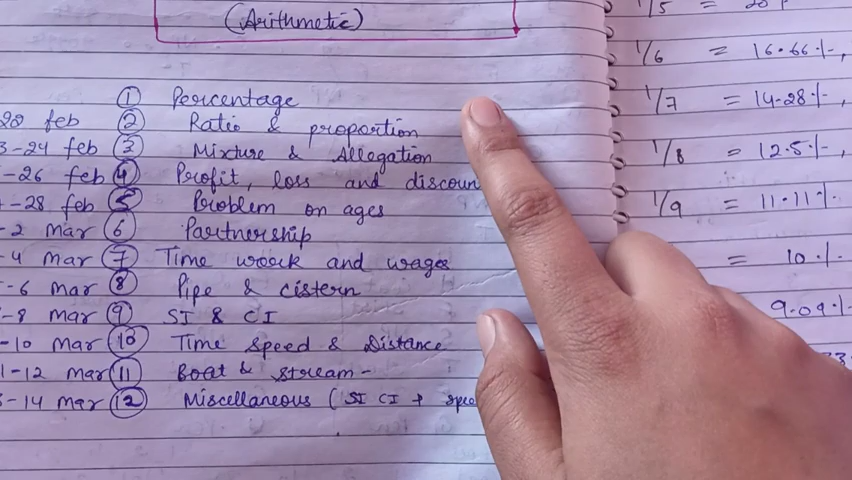 (Arithmetic)
① Percentage
feb ② Ratio & proportion
-24 feb ③ Mixture & Allegation
-26 feb ④ Profit, loss and discoun
-28 feb ⑤ Problem on ages
-2 Mar ⑥ Partnership
-4 Mar ⑦ Time work and wages
-6 Mar ⑧ Pipe & cistern
-8 Mar ⑨ SI & CI
-10 Mar ⑩ Time Speed & Distance
-12 Mar ⑪ Boat & Stream -
-14 Mar ⑫ Miscellaneous (SI CI +
1/5 = 20
1/6 = 16.66 %,
1/7 = 14.28 %,
1/8 = 12.5 %,
1/9 = 11.11 %
= 10 %
9.09 %